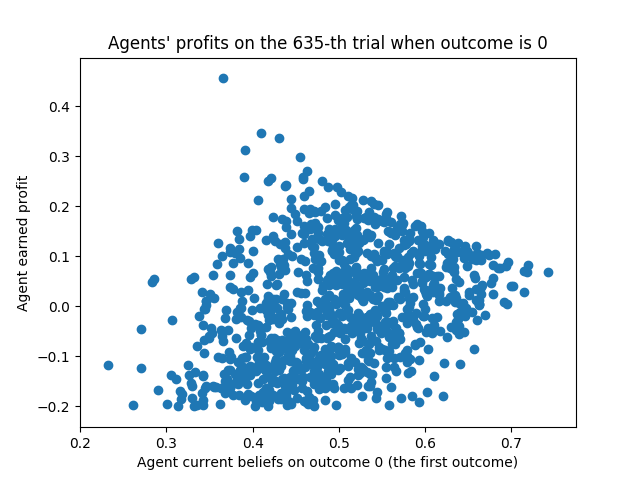 Agents' profits on the 635-th trial when outcome is 0
0.4
0.3
0.2
0.1
0.0
−0.1
−0.2
Agent earned profit
0.2 0.3 0.4 0.5 0.6 0.7
Agent current beliefs on outcome 0 (the first outcome)